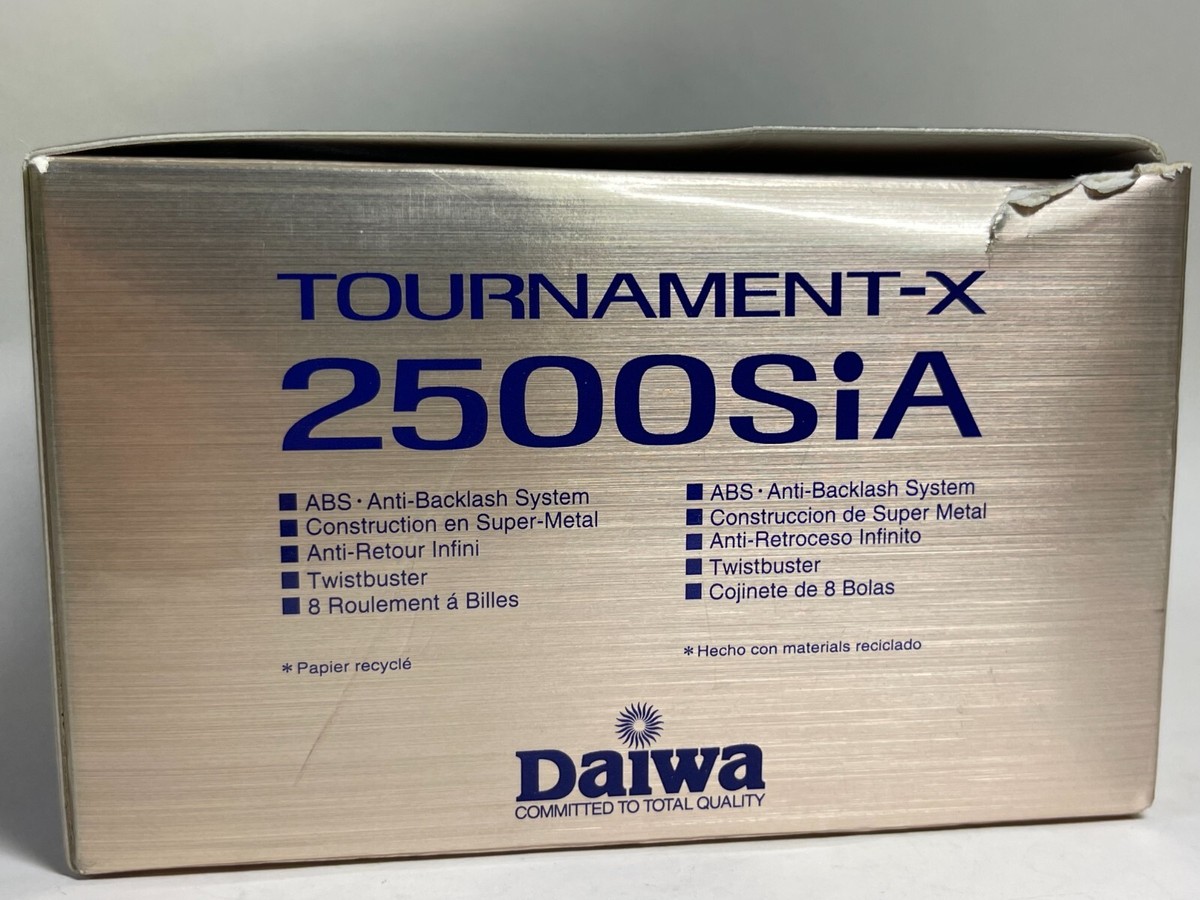 TOURNAMENT-X
2500SiA
■ ABS・Anti-Backlash System
■ Construction en Super-Metal
■ Anti-Retour Infini
■ Twistbuster
■ 8 Roulement á Billes
*Papier recyclé
■ ABS・Anti-Backlash System
■ Construccion de Super Metal
■ Anti-Retroceso Infinito
■ Twistbuster
■ Cojinete de 8 Bolas
*Hecho con materials reciclado
Daiwa
COMMITTED TO TOTAL QUALITY